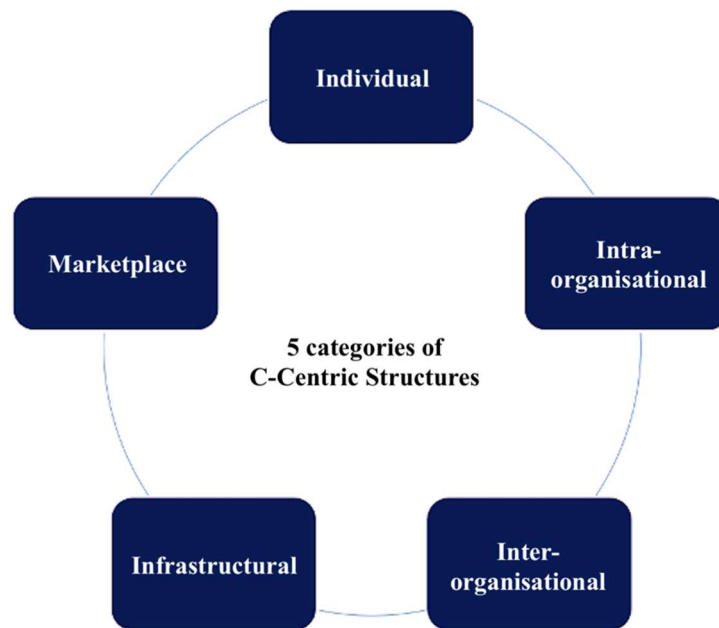 Individual
Marketplace
Intra-
organisational
5 categories of
C-Centric Structures
Infrastructural
Inter-
organisational